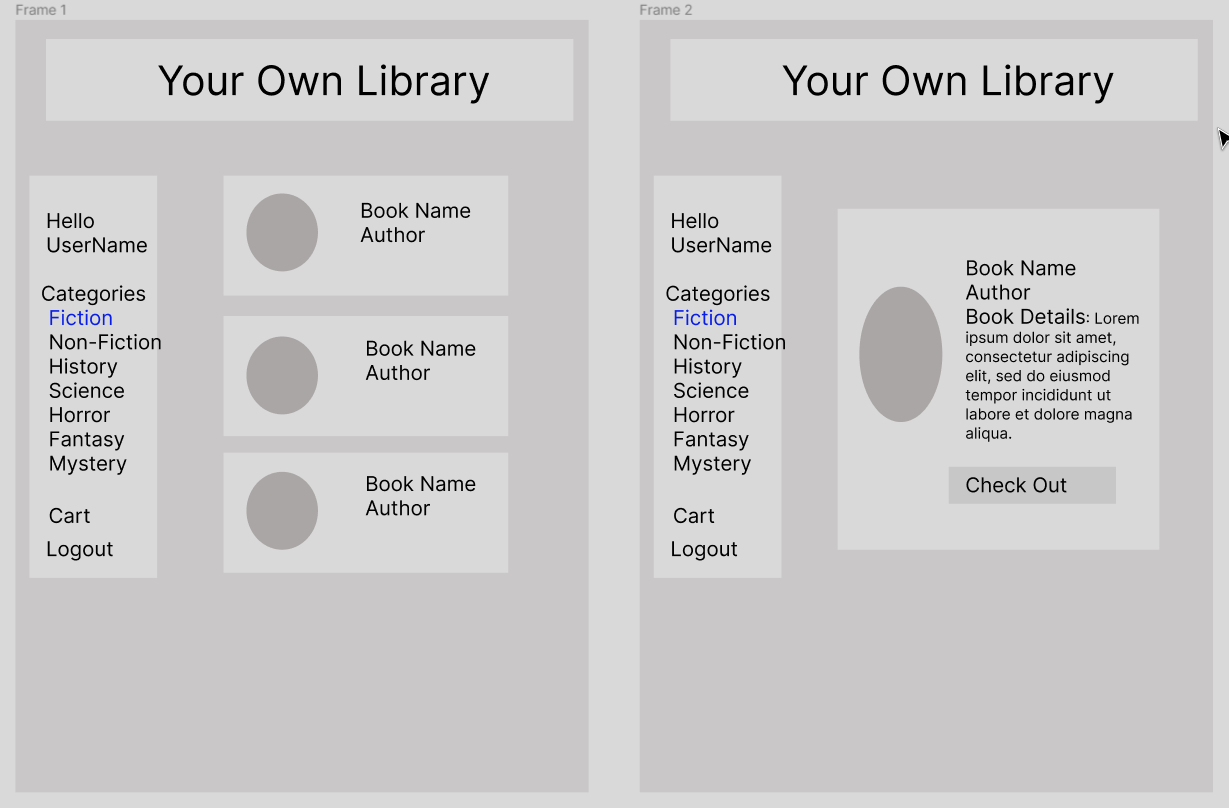 Frame 1
Your Own Library
Hello
UserName
Categories
Fiction
Non-Fiction
History
Science
Horror
Fantasy
Mystery
Cart
Logout
Book Name
Author
Book Name
Author
Book Name
Author
Frame 2
Your Own Library
Hello
UserName
Categories
Fiction
Non-Fiction
History
Science
Horror
Fantasy
Mystery
Cart
Logout
Book Name
Author
Book Details: Lorem
ipsum dolor sit amet,
consectetur adipiscing
elit, sed do eiusmod
tempor incididunt ut
labore et dolore magna
aliqua.
Check Out